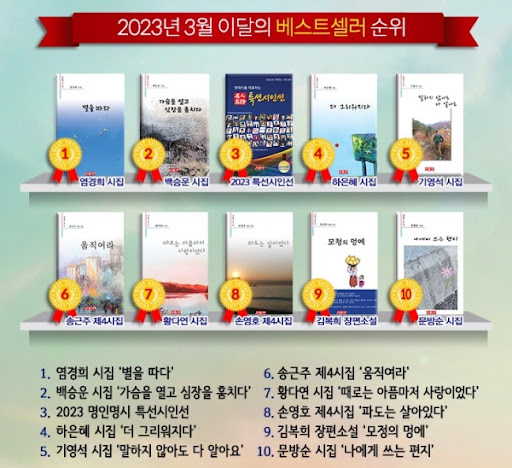 2023년 3월 이달의 베스트셀러 순위
별을 따다
가슴을 열고
심장을 훔치다
특선시인선
더 그리워지다
말하지 않아도
다 알아요
1
2
3
4
5
염경희 시집
백승운 시집
2023 특선시인선
하은혜 시집
기영석 시집
움직여라
때로는 아픔마저
사랑이었다
파도는 살아있다
모정의 멍에
나에게 쓰는 편지
6
7
8
9
10
송근주 제4시집
황다연 시집
손영호 제4시집
김복희 장편소설
문방순 시집
1. 염경희 시집 ‘별을 따다’
2. 백승운 시집 ‘가슴을 열고 심장을 훔치다’
3. 2023 명인명시 특선시인선
4. 하은혜 시집 ‘더 그리워지다’
5. 기영석 시집 ‘말하지 않아도 다 알아요’
6. 송근주 제4시집 ‘움직여라’
7. 황다연 시집 ‘때로는 아픔마저 사랑이었다’
8. 손영호 제4시집 ‘파도는 살아있다’
9. 김복희 장편소설 ‘모정의 멍에’
10. 문방순 시집 ‘나에게 쓰는 편지’